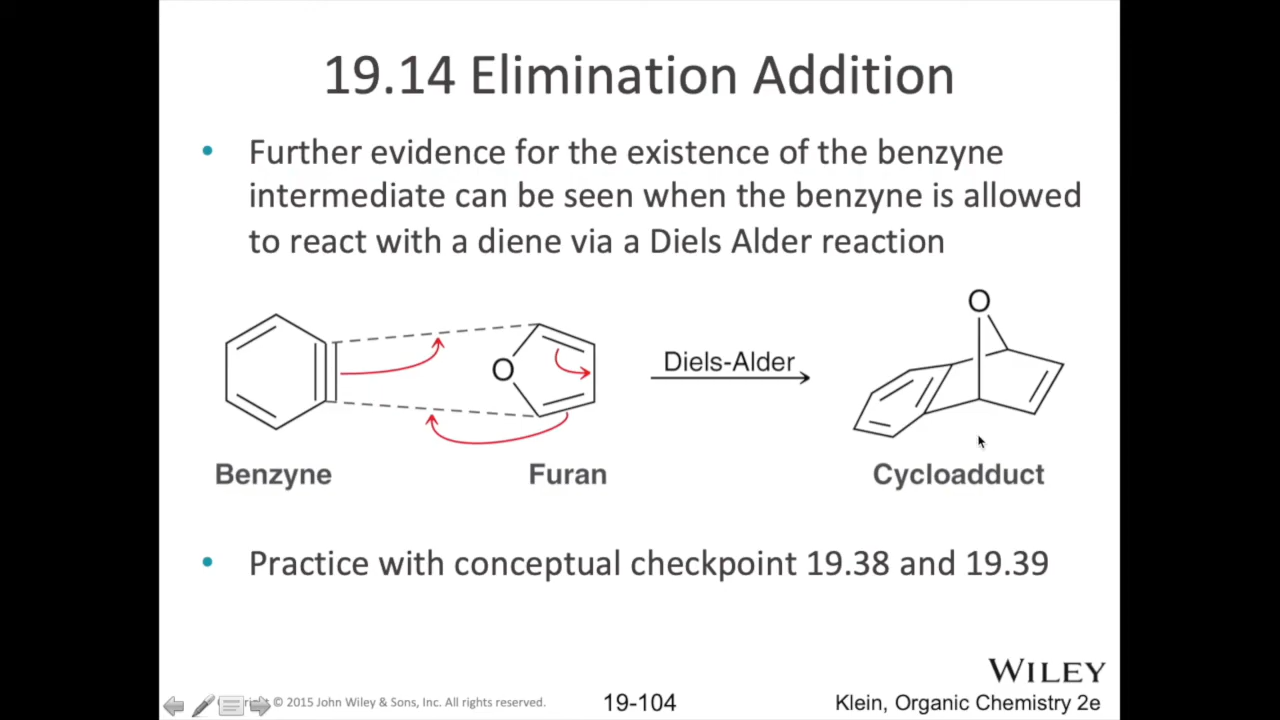 19.14 Elimination Addition
• Further evidence for the existence of the benzyne
intermediate can be seen when the benzyne is allowed
to react with a diene via a Diels Alder reaction
O
Diels-Alder
O
Benzyne
Furan
Cycloadduct
• Practice with conceptual checkpoint 19.38 and 19.39
WILEY
© 2015 John Wiley & Sons, Inc. All rights reserved.
19-104
Klein, Organic Chemistry 2e